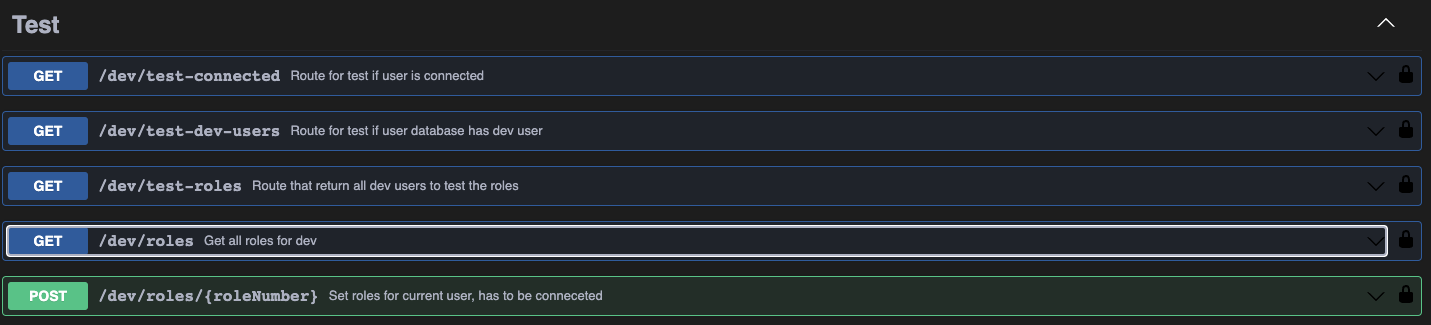 Test
GET /dev/test-connected Route for test if user is connected
GET /dev/test-dev-users Route for test if user database has dev user
GET /dev/test-roles Route that return all dev users to test the roles
GET /dev/roles Get all roles for dev
POST /dev/roles/{roleNumber} Set roles for current user, has to be conneceted